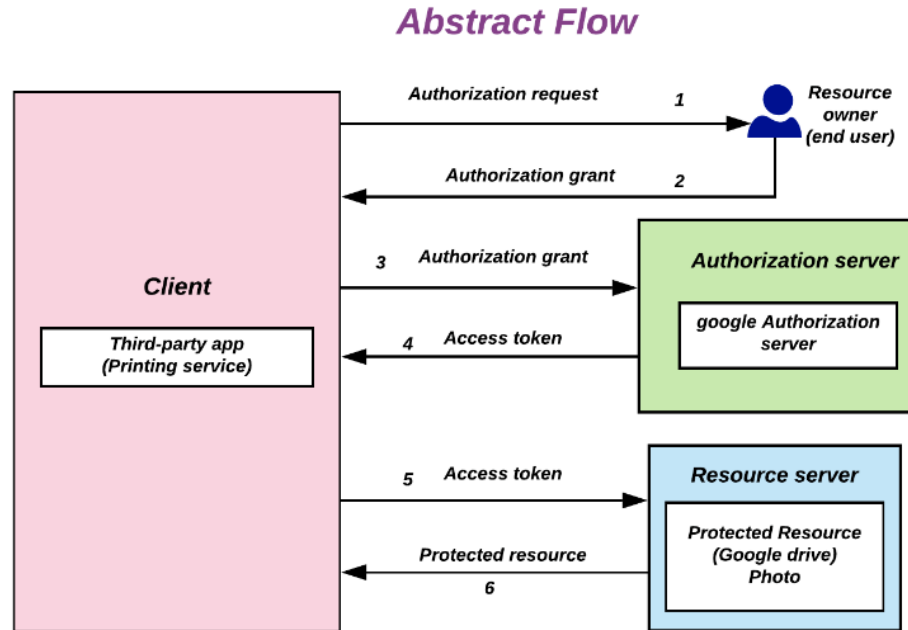 Abstract Flow
Authorization request
1
Resource
owner
(end user)
Authorization grant
2
3
Authorization grant
Authorization server
Client
google Authorization
server
Third-party app
(Printing service)
4
Access token
5
Access token
Resource server
Protected Resource
(Google drive)
Photo
Protected resource
6